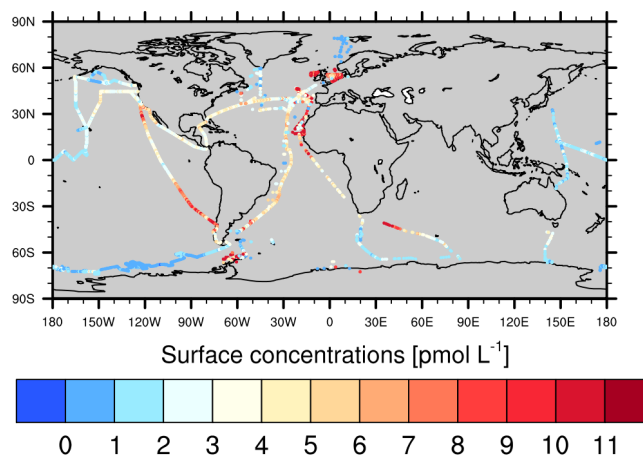 90N
60N
30N
0
30S
60S
90S
180 150W 120W 90W 60W 30W 0 30E 60E 90E 120E 150E 180
Surface concentrations [pmol L⁻¹]
0 1 2 3 4 5 6 7 8 9 10 11